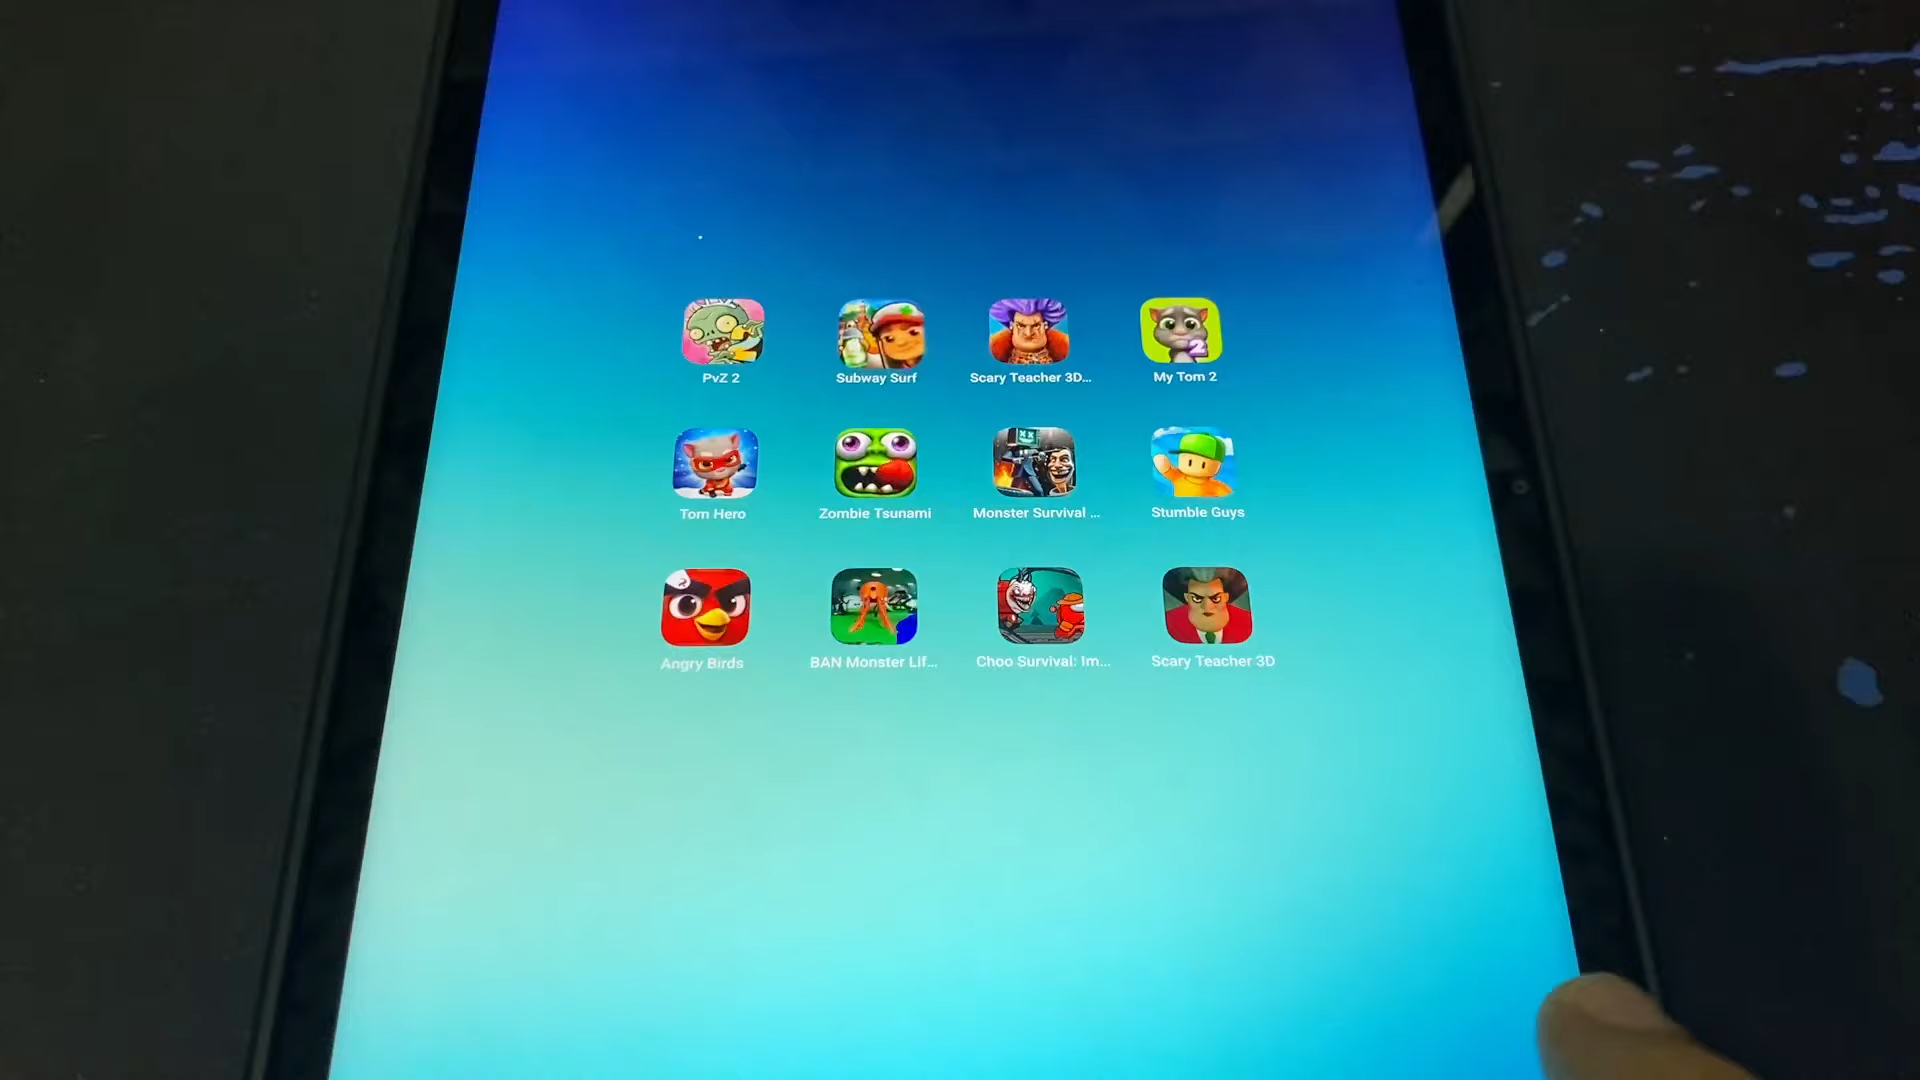 PvZ 2
Subway Surf
Scary Teacher 3D...
My Tom 2
2
Tom Hero
Zombie Tsunami
Monster Survival ...
Stumble Guys
Angry Birds
BAN Monster Lif...
Choo Survival: Im...
Scary Teacher 3D